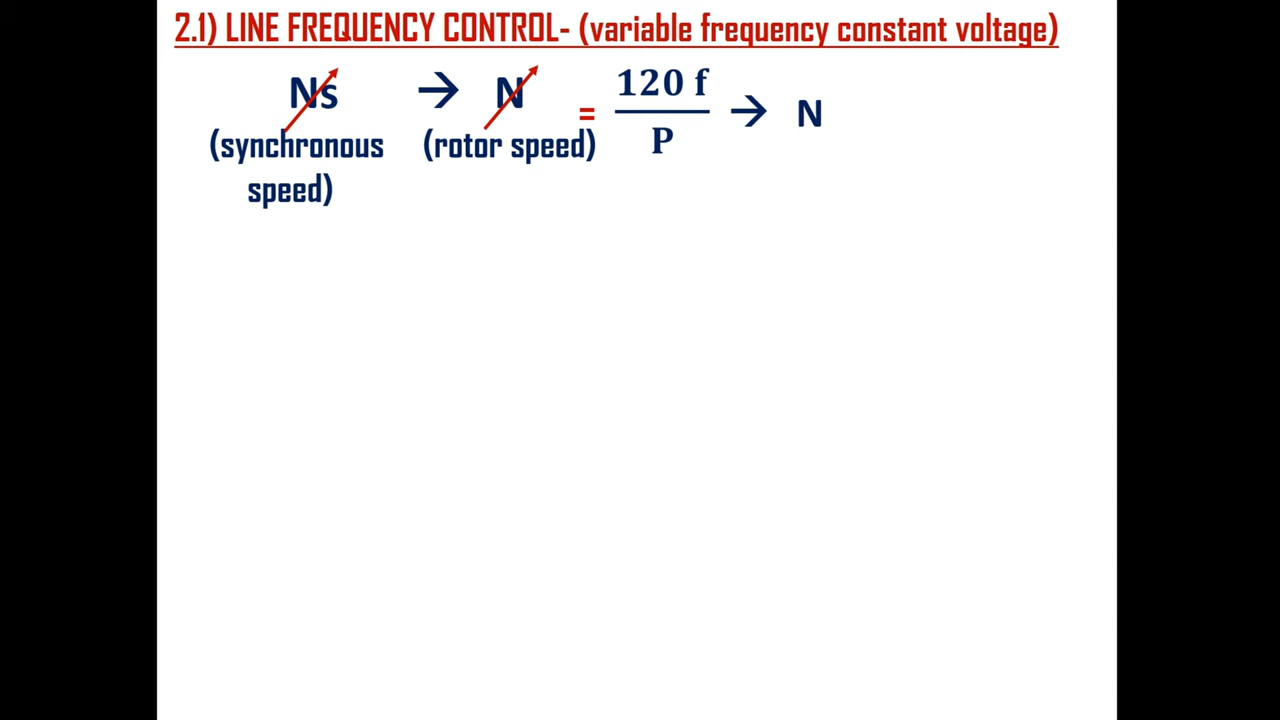 2.1) LINE FREQUENCY CONTROL- (variable frequency constant voltage)
Ns → N = 120 f / P → N
(synchronous speed) (rotor speed)